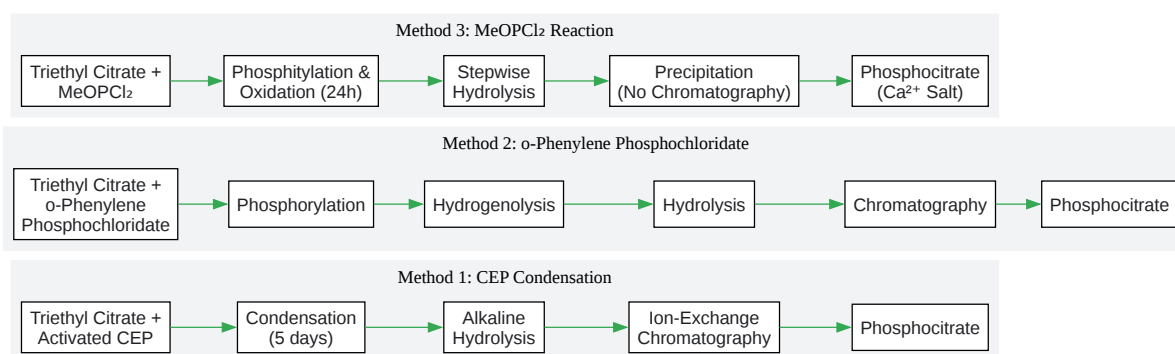 Method 3: MeOPCl₂ Reaction
Triethyl Citrate +
MeOPCl₂
Phosphitylation &
Oxidation (24h)
Stepwise
Hydrolysis
Precipitation
(No Chromatography)
Phosphocitrate
(Ca²⁺ Salt)
Method 2: o-Phenylene Phosphochloridate
Triethyl Citrate +
o-Phenylene
Phosphochloridate
Phosphorylation
Hydrogenolysis
Hydrolysis
Chromatography
Phosphocitrate
Method 1: CEP Condensation
Triethyl Citrate +
Activated CEP
Condensation
(5 days)
Alkaline
Hydrolysis
Ion-Exchange
Chromatography
Phosphocitrate